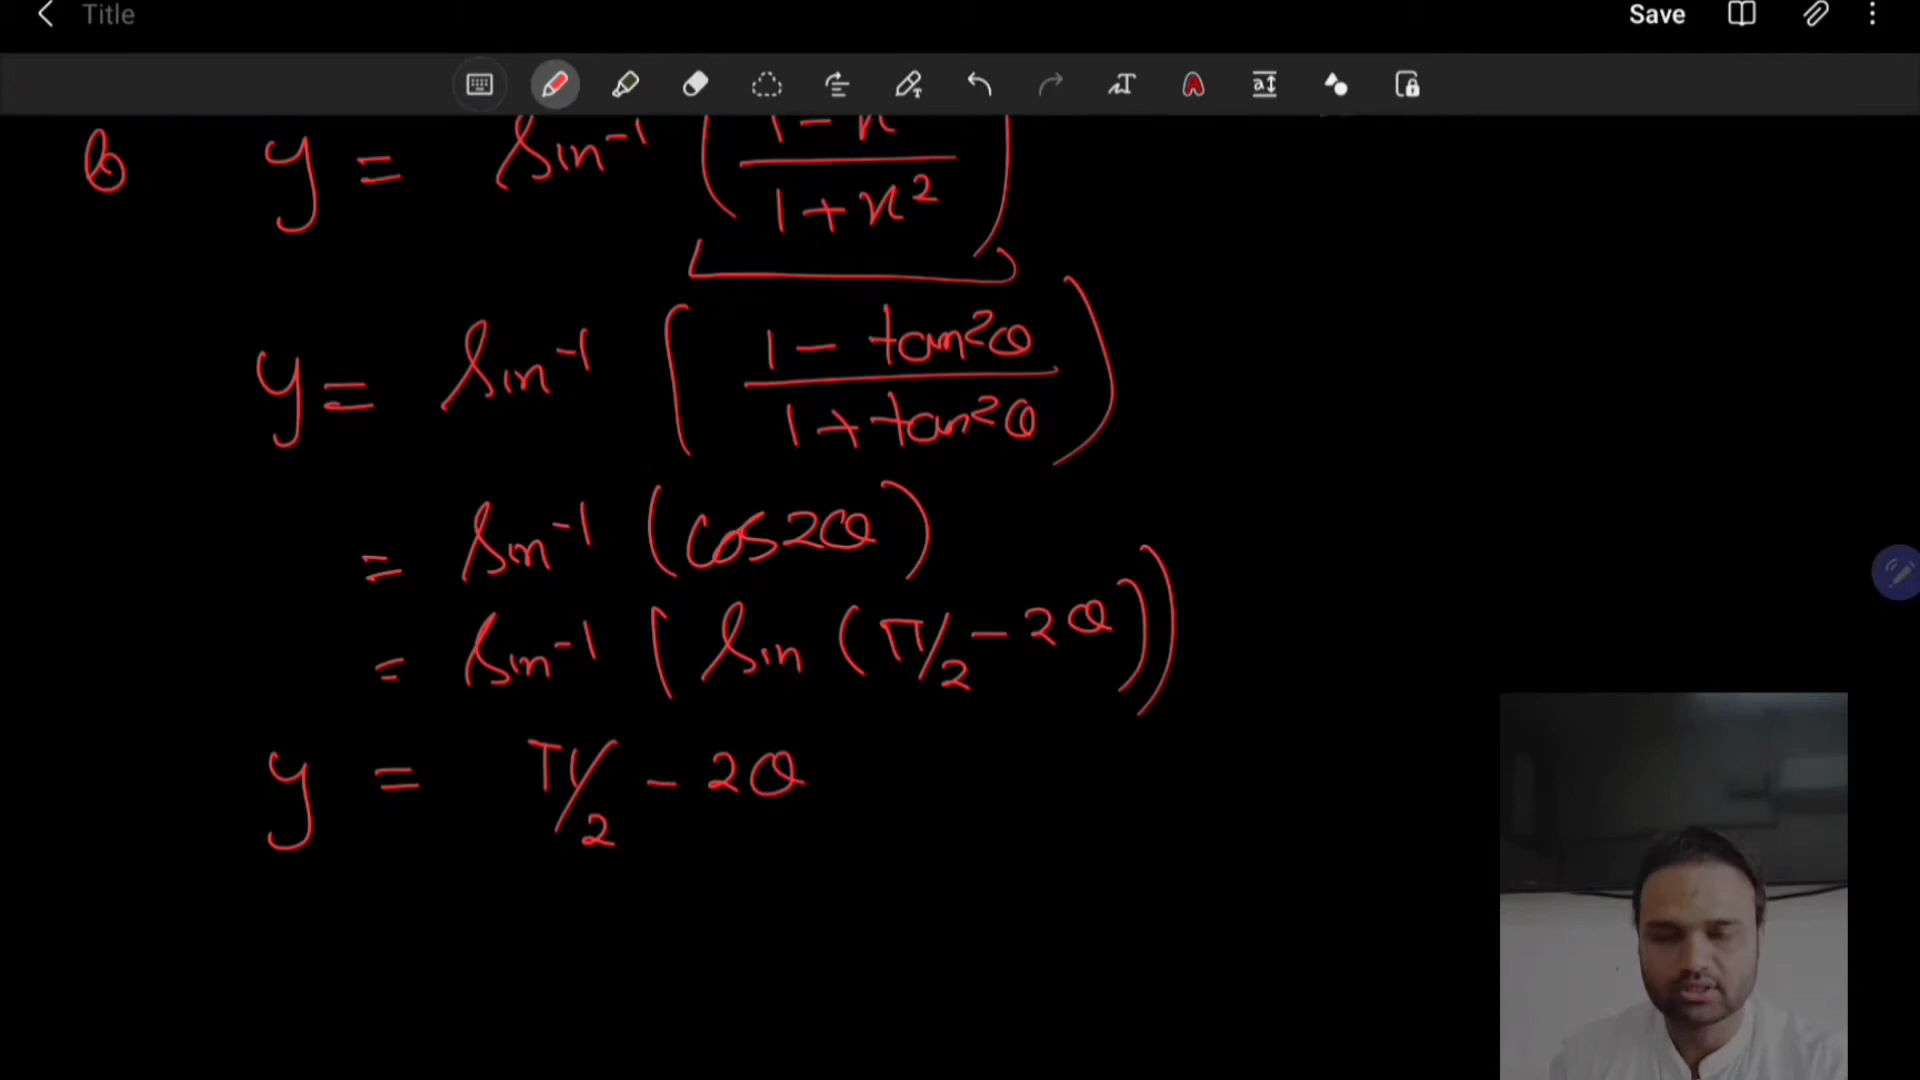 Title Save
b y = sin⁻¹ (1 - x / 1 + x²)
y = sin⁻¹ (1 - tan²θ / 1 + tan²θ)
= sin⁻¹ (cos2θ)
= sin⁻¹ (sin (π/2 - 2θ))
y = π/2 - 2θ